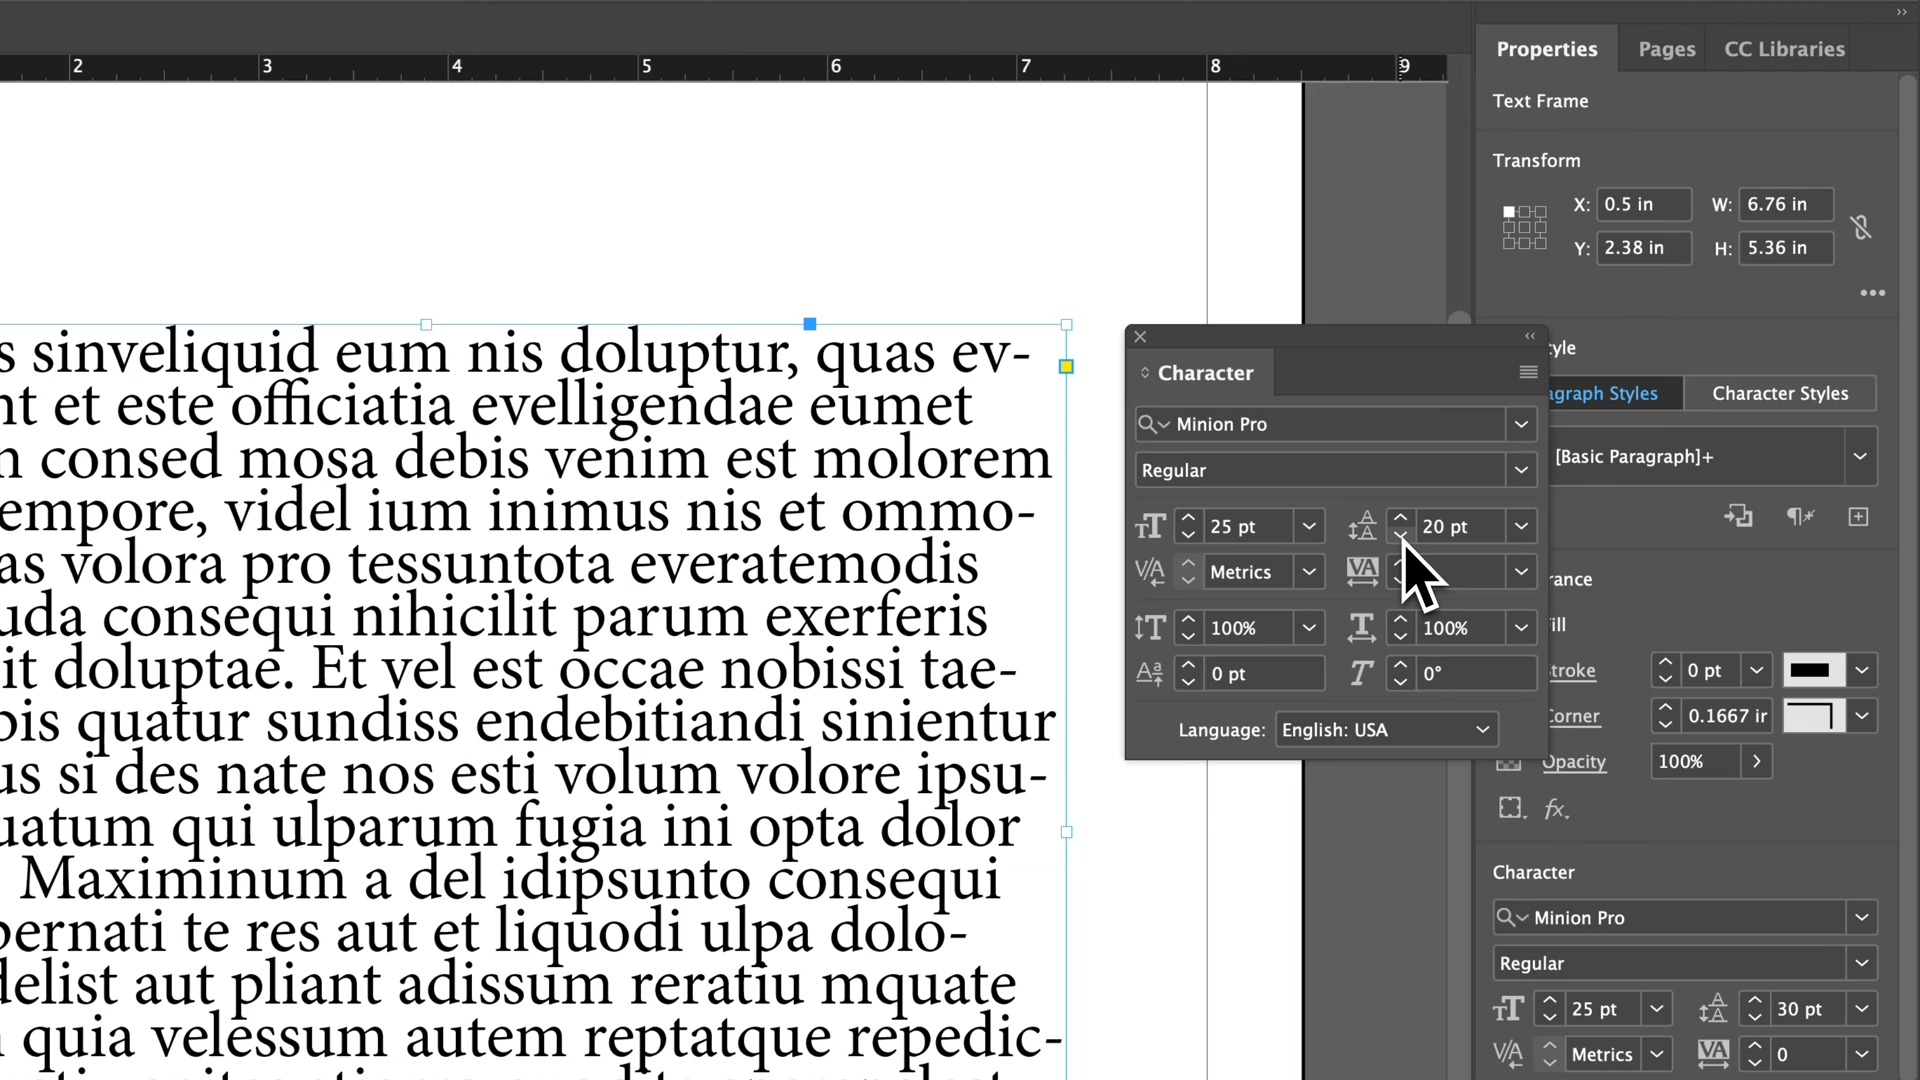 Properties Pages CC Libraries
2 3 4 5 6 7 8 9
Text Frame
Transform
X: 0.5 in W: 6.76 in
Y: 2.38 in H: 5.36 in
s sinveliquid eum nis doluptur, quas ev-
nt et este officiatia evelligendae eumet
n consed mosa debis venim est molorem
empore, videl ium inimus nis et ommo-
as volora pro tessuntota everatemodis
uda consequi nihicilit parum exerferis
it doluptae. Et vel est occae nobissi tae-
bis quatur sundiss endebitiandi sinientur
us si des nate nos esti volum volore ipsu-
uatum qui ulparum fugia ini opta dolor
Maximinum a del idipsunto consequi
pernati te res aut et liquodi ulpa dolo-
delist aut pliant adissum reratiu mquate
quia velessum autem reptatque repedic-
Character
Minion Pro
Regular
25 pt 20 pt
Metrics
100% 100%
0 pt 0°
Language: English: USA
tyle
agraph Styles Character Styles
[Basic Paragraph]+
rance
ill
troke 0 pt
Corner 0.1667 ir
Opacity 100%
fx.
Character
Minion Pro
Regular
25 pt 30 pt
Metrics 0